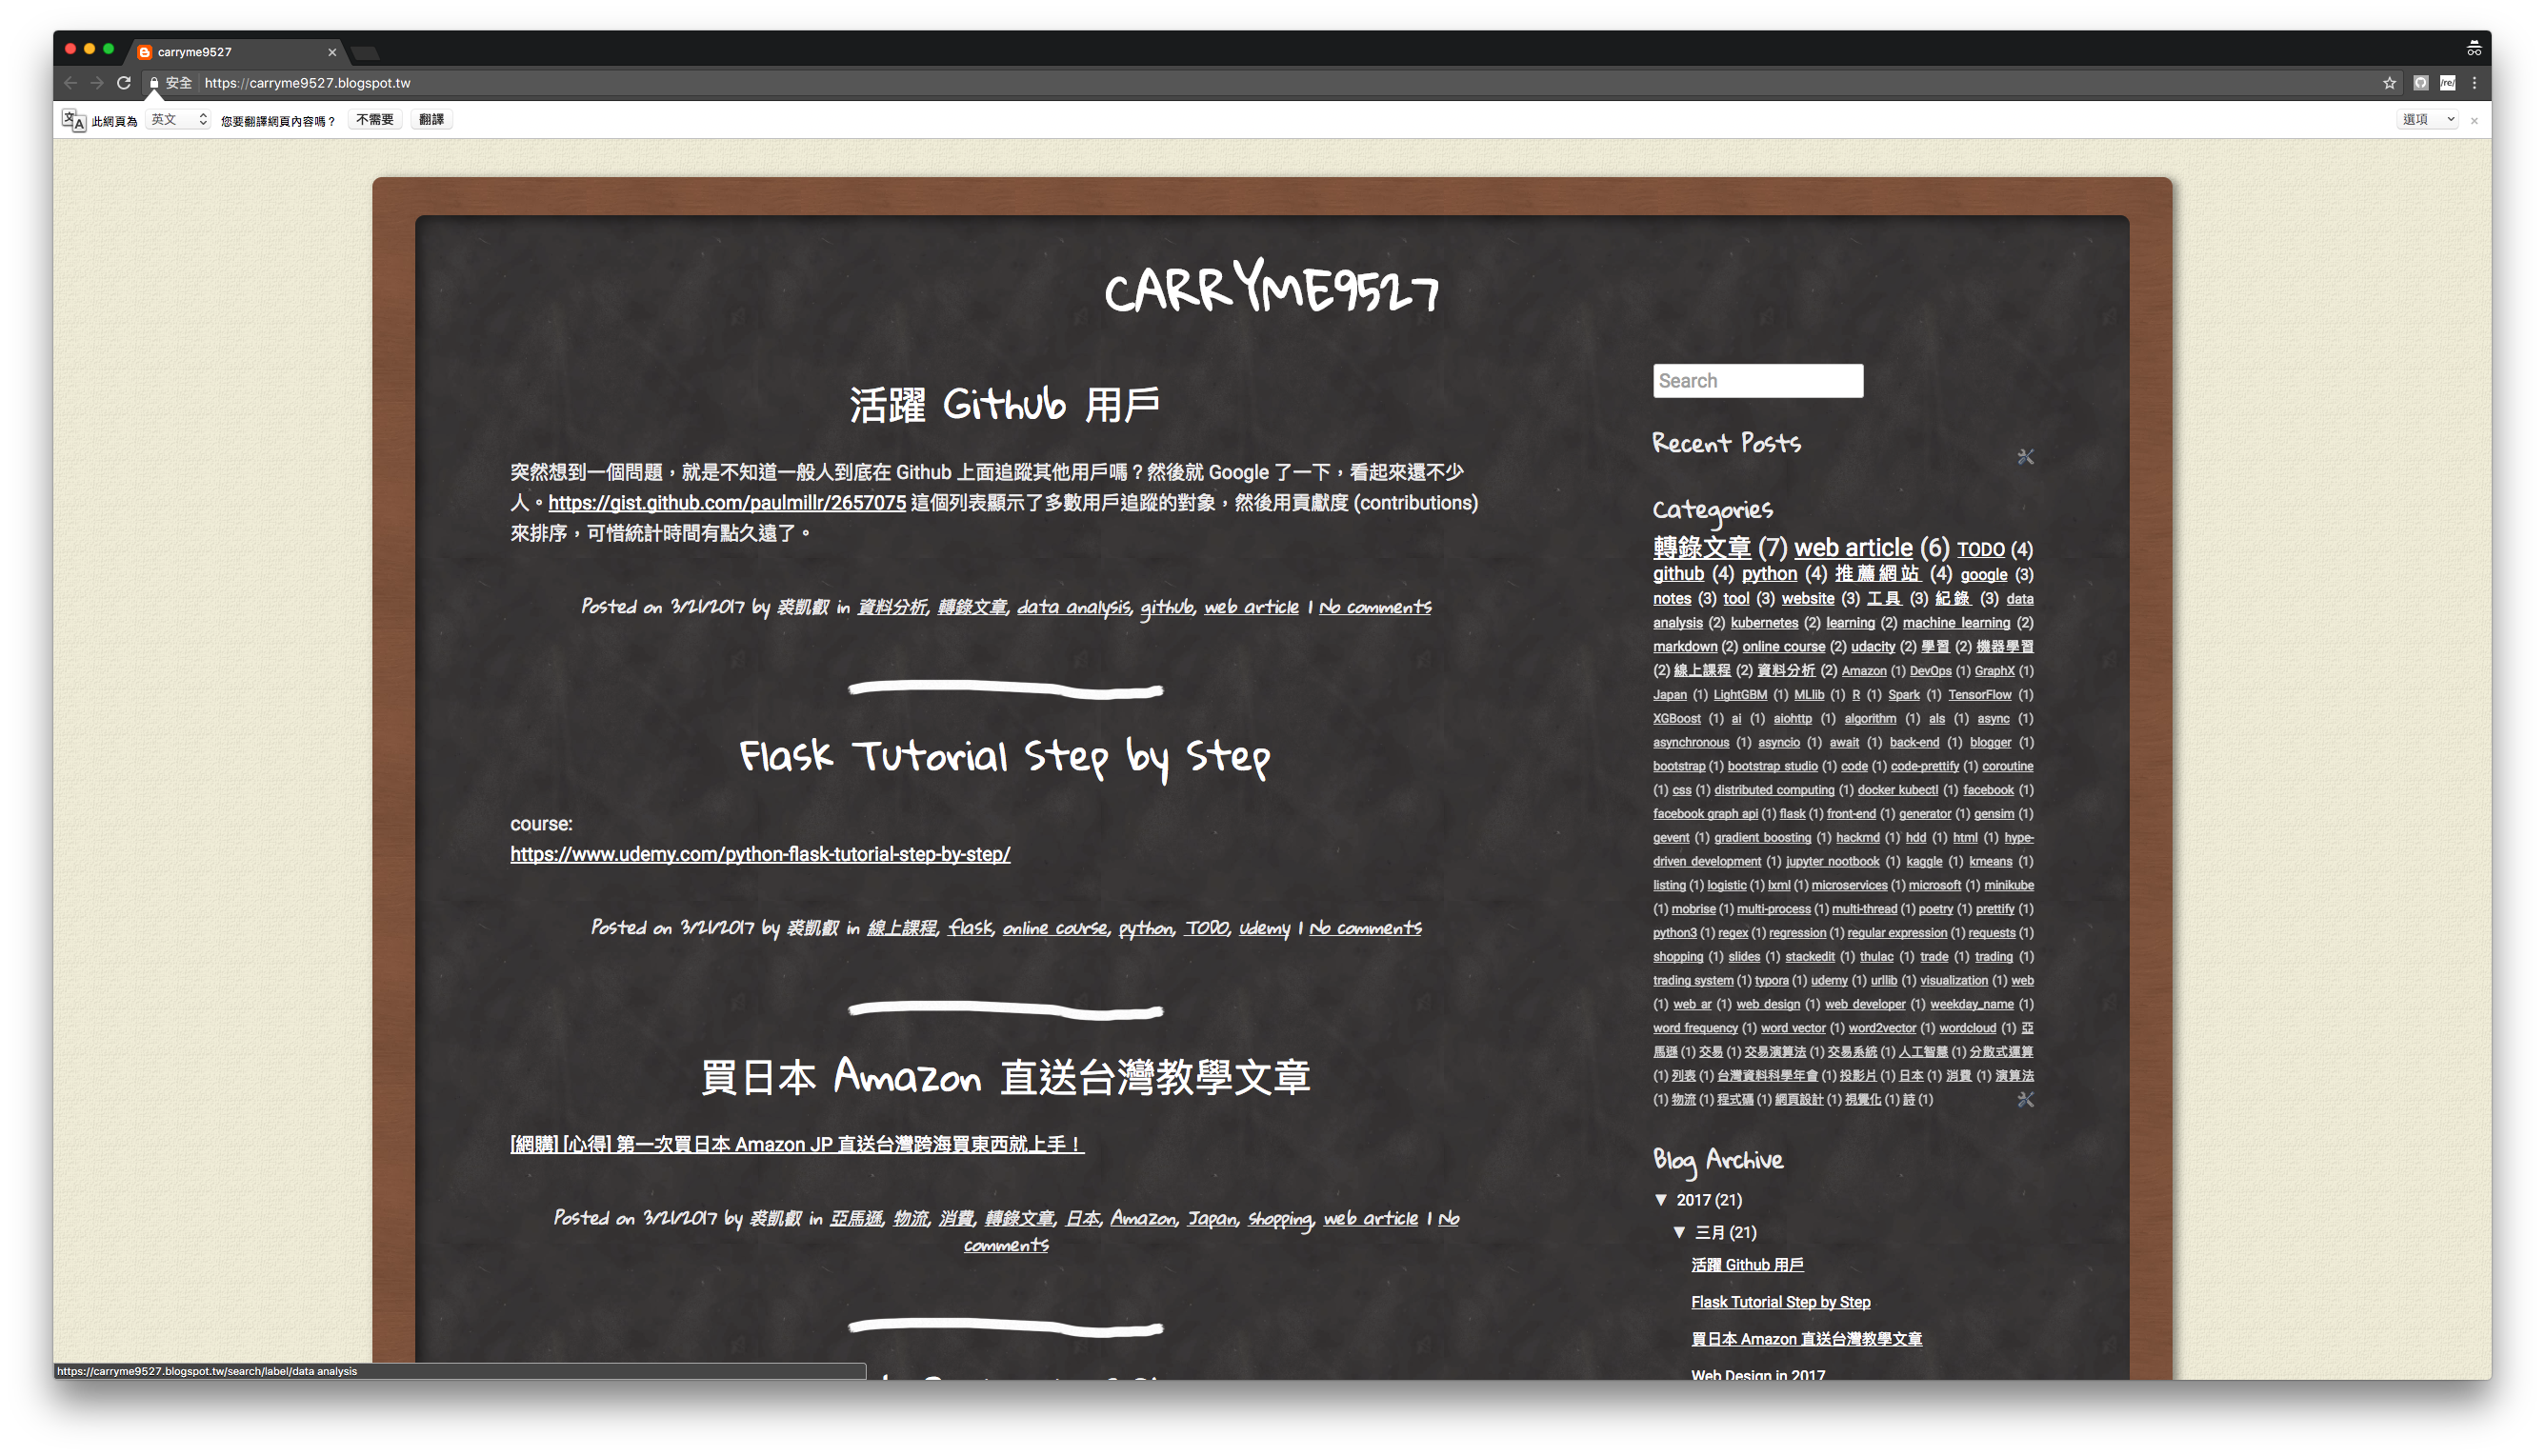 carryme9527
安全 https://carryme9527.blogspot.tw
/re/
此網頁為 英文 您要翻譯網頁內容嗎？ 不需要 翻譯 選項
CARRYME9527
活躍 Github 用戶
突然想到一個問題，就是不知道一般人到底在 Github 上面追蹤其他用戶嗎？然後就 Google 了一下，看起來還不少
人。https://gist.github.com/paulmillr/2657075 這個列表顯示了多數用戶追蹤的對象，然後用貢獻度 (contributions)
來排序，可惜統計時間有點久遠了。
Posted on 3/21/2017 by 裘凱叡 in 資料分析, 轉錄文章, data analysis, github, web article | No comments
Flask Tutorial Step by Step
course:
https://www.udemy.com/python-flask-tutorial-step-by-step/
Posted on 3/21/2017 by 裘凱叡 in 線上課程, flask, online course, python, TODO, udemy | No comments
買日本 Amazon 直送台灣教學文章
[網購] [心得] 第一次買日本 Amazon JP 直送台灣跨海買東西就上手！
Posted on 3/21/2017 by 裘凱叡 in 亞馬遜, 物流, 消費, 轉錄文章, 日本, Amazon, Japan, shopping, web article | No
comments
Search
Recent Posts
Categories
轉錄文章 (7) web article (6) TODO (4)
github (4) python (4) 推薦網站 (4) google (3)
notes (3) tool (3) website (3) 工具 (3) 紀錄 (3) data
analysis (2) kubernetes (2) learning (2) machine learning (2)
markdown (2) online course (2) udacity (2) 學習 (2) 機器學習
(2) 線上課程 (2) 資料分析 (2) Amazon (1) DevOps (1) GraphX (1)
Japan (1) LightGBM (1) MLlib (1) R (1) Spark (1) TensorFlow (1)
XGBoost (1) ai (1) aiohttp (1) algorithm (1) als (1) async (1)
asynchronous (1) asyncio (1) await (1) back-end (1) blogger (1)
bootstrap (1) bootstrap studio (1) code (1) code-prettify (1) coroutine
(1) css (1) distributed computing (1) docker kubectl (1) facebook (1)
facebook graph api (1) flask (1) front-end (1) generator (1) gensim (1)
gevent (1) gradient boosting (1) hackmd (1) hdd (1) html (1) hype-
driven development (1) jupyter nootbook (1) kaggle (1) kmeans (1)
listing (1) logistic (1) lxml (1) microservices (1) microsoft (1) minikube
(1) mobrise (1) multi-process (1) multi-thread (1) poetry (1) prettify (1)
python3 (1) regex (1) regression (1) regular expression (1) requests (1)
shopping (1) slides (1) stackedit (1) thulac (1) trade (1) trading (1)
trading system (1) typora (1) udemy (1) urllib (1) visualization (1) web
(1) web ar (1) web design (1) web developer (1) weekday_name (1)
word frequency (1) word vector (1) word2vector (1) wordcloud (1) 亞
馬遜 (1) 交易 (1) 交易演算法 (1) 交易系統 (1) 人工智慧 (1) 分散式運算
(1) 列表 (1) 台灣資料科學年會 (1) 投影片 (1) 日本 (1) 消費 (1) 演算法
(1) 物流 (1) 程式碼 (1) 網頁設計 (1) 視覺化 (1) 詩 (1)
Blog Archive
▼ 2017 (21)
▼ 三月 (21)
活躍 Github 用戶
Flask Tutorial Step by Step
買日本 Amazon 直送台灣教學文章
Web Design in 2017
https://carryme9527.blogspot.tw/search/label/data analysis